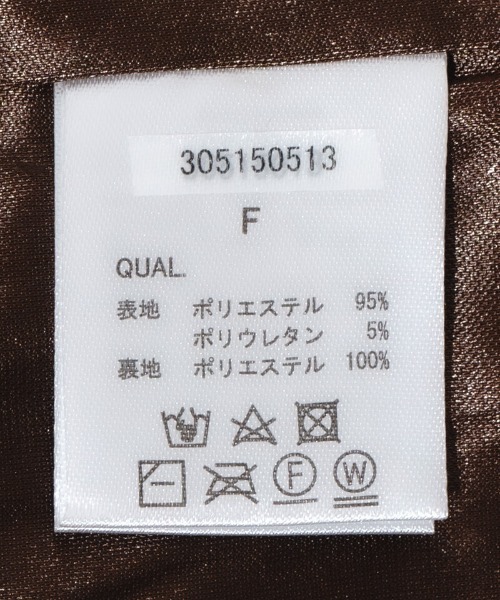 305150513
F
QUAL.
表地 ポリエステル 95%
ポリウレタン 5%
裏地 ポリエステル 100%
F W